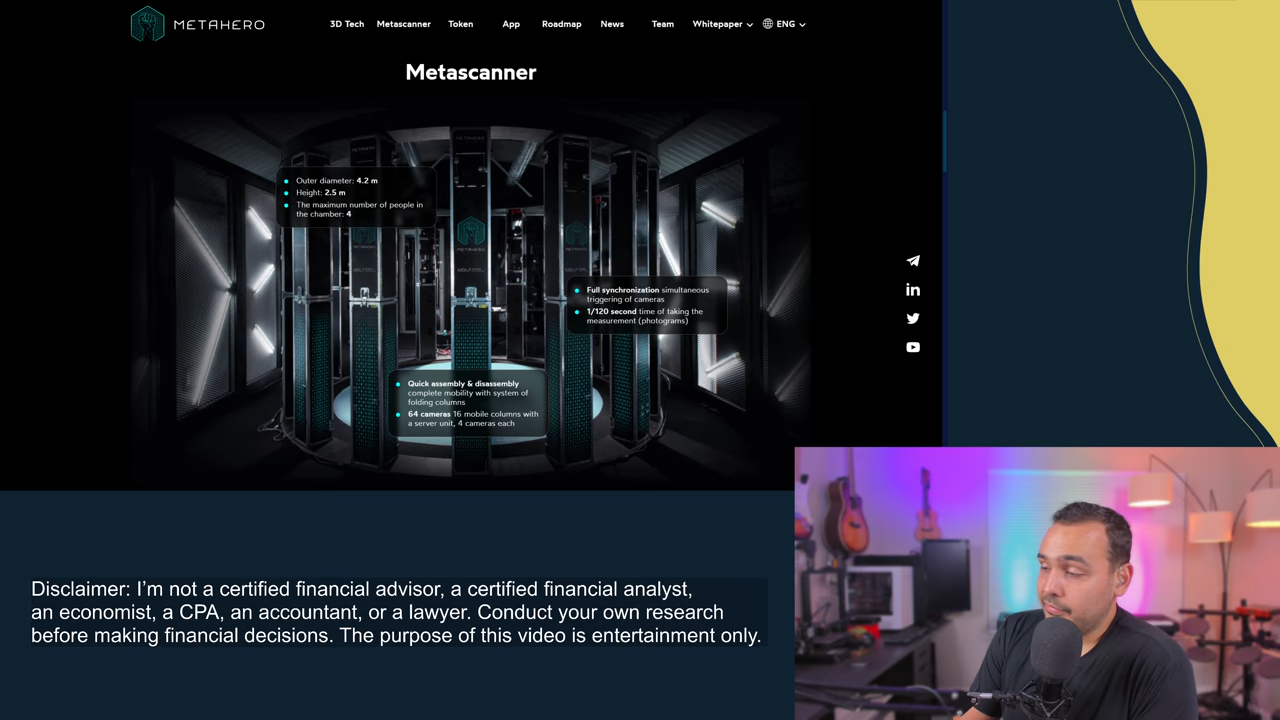 METAHERO
3D Tech Metascanner Token App Roadmap News Team Whitepaper ENG
Metascanner
Outer diameter: 4.2 m
Height: 2.5 m
The maximum number of people in
the chamber: 4
Full synchronization simultaneous
triggering of cameras
1/120 second time of taking the
measurement (photograms)
Quick assembly & disassembly
complete mobility with system of
folding columns
64 cameras 16 mobile columns with
a server unit, 4 cameras each
Disclaimer: I’m not a certified financial advisor, a certified financial analyst,
an economist, a CPA, an accountant, or a lawyer. Conduct your own research
before making financial decisions. The purpose of this video is entertainment only.